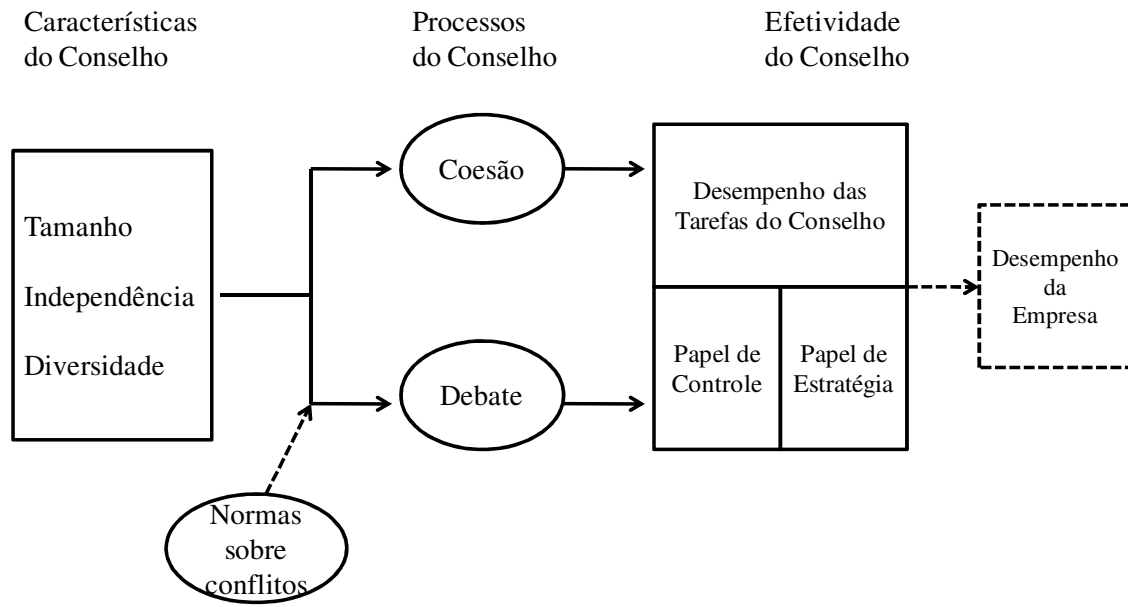 Características
do Conselho
Processos
do Conselho
Efetividade
do Conselho
Tamanho
Independência
Diversidade
Coesão
Debate
Normas
sobre
conflitos
Desempenho das
Tarefas do Conselho
Papel de
Controle
Papel de
Estratégia
Desempenho
da
Empresa